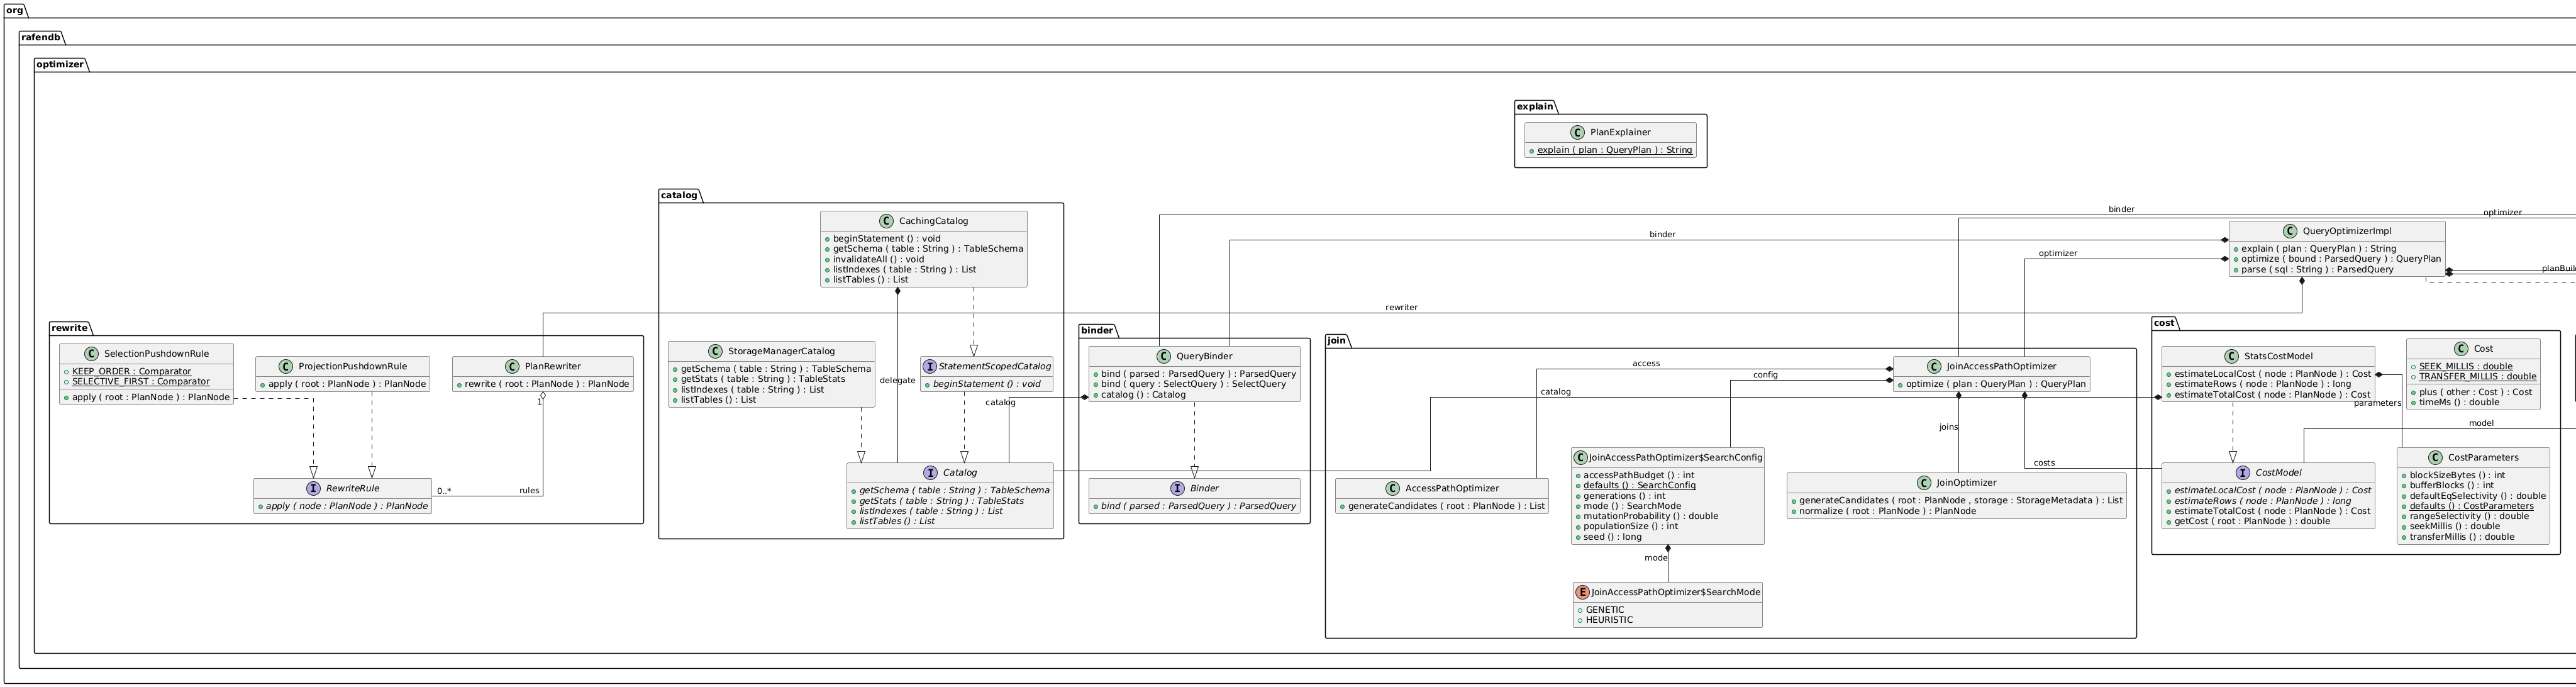 org
rafendb
optimizer
explain
PlanExplainer
explain ( plan : QueryPlan ) : String
catalog
CachingCatalog
beginStatement () : void
getSchema ( table : String ) : TableSchema
invalidateAll () : void
listIndexes ( table : String ) : List
listTables () : List
binder
optimizer
binder
optimizer
QueryOptimizerImpl
explain ( plan : QueryPlan ) : String
optimize ( bound : ParsedQuery ) : QueryPlan
parse ( sql : String ) : ParsedQuery
rewriter
rewrite
SelectionPushdownRule
KEEP_ORDER : Comparator
SELECTIVE_FIRST : Comparator
apply ( root : PlanNode ) : PlanNode
ProjectionPushdownRule
apply ( root : PlanNode ) : PlanNode
PlanRewriter
rewrite ( root : PlanNode ) : PlanNode
1
RewriteRule
apply ( node : PlanNode ) : PlanNode
0..*
rules
StorageManagerCatalog
getSchema ( table : String ) : TableSchema
getStats ( table : String ) : TableStats
listIndexes ( table : String ) : List
listTables () : List
delegate
StatementScopedCatalog
beginStatement () : void
catalog
Catalog
getSchema ( table : String ) : TableSchema
getStats ( table : String ) : TableStats
listIndexes ( table : String ) : List
listTables () : List
binder
QueryBinder
bind ( parsed : ParsedQuery ) : ParsedQuery
bind ( query : SelectQuery ) : SelectQuery
catalog () : Catalog
Binder
bind ( parsed : ParsedQuery ) : ParsedQuery
join
access
config
catalog
JoinAccessPathOptimizer
optimize ( plan : QueryPlan ) : QueryPlan
joins
costs
AccessPathOptimizer
generateCandidates ( root : PlanNode ) : List
JoinAccessPathOptimizer$SearchConfig
accessPathBudget () : int
defaults () : SearchConfig
generations () : int
mode () : SearchMode
mutationProbability () : double
populationSize () : int
seed () : long
mode
JoinAccessPathOptimizer$SearchMode
GENETIC
HEURISTIC
JoinOptimizer
generateCandidates ( root : PlanNode , storage : StorageMetadata ) : List
normalize ( root : PlanNode ) : PlanNode
cost
StatsCostModel
estimateLocalCost ( node : PlanNode ) : Cost
estimateRows ( node : PlanNode ) : long
estimateTotalCost ( node : PlanNode ) : Cost
parameters
Cost
SEEK_MILLIS : double
TRANSFER_MILLIS : double
plus ( other : Cost ) : Cost
timeMs () : double
model
CostModel
estimateLocalCost ( node : PlanNode ) : Cost
estimateRows ( node : PlanNode ) : long
estimateTotalCost ( node : PlanNode ) : Cost
getCost ( root : PlanNode ) : double
CostParameters
blockSizeBytes () : int
bufferBlocks () : int
defaultEqSelectivity () : double
defaults () : CostParameters
rangeSelectivity () : double
seekMillis () : double
transferMillis () : double